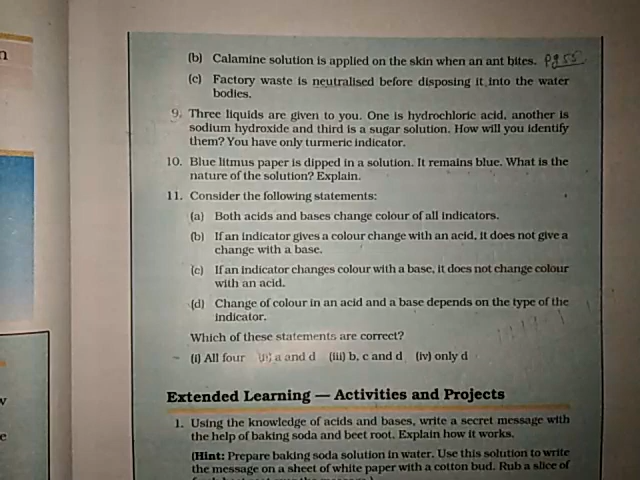 (b) Calamine solution is applied on the skin when an ant bites. Pg 55
(c) Factory waste is neutralised before disposing it into the water
bodies.
9. Three liquids are given to you. One is hydrochloric acid, another is
sodium hydroxide and third is a sugar solution. How will you identify
them? You have only turmeric indicator.
10. Blue litmus paper is dipped in a solution. It remains blue. What is the
nature of the solution? Explain.
11. Consider the following statements:
(a) Both acids and bases change colour of all indicators.
(b) If an indicator gives a colour change with an acid, it does not give a
change with a base.
(c) If an indicator changes colour with a base, it does not change colour
with an acid.
(d) Change of colour in an acid and a base depends on the type of the
indicator.
Which of these statements are correct?
(i) All four (ii) a and d (iii) b, c and d (iv) only d
Extended Learning — Activities and Projects
1. Using the knowledge of acids and bases, write a secret message with
the help of baking soda and beet root. Explain how it works.
(Hint: Prepare baking soda solution in water. Use this solution to write
the message on a sheet of white paper with a cotton bud. Rub a slice of